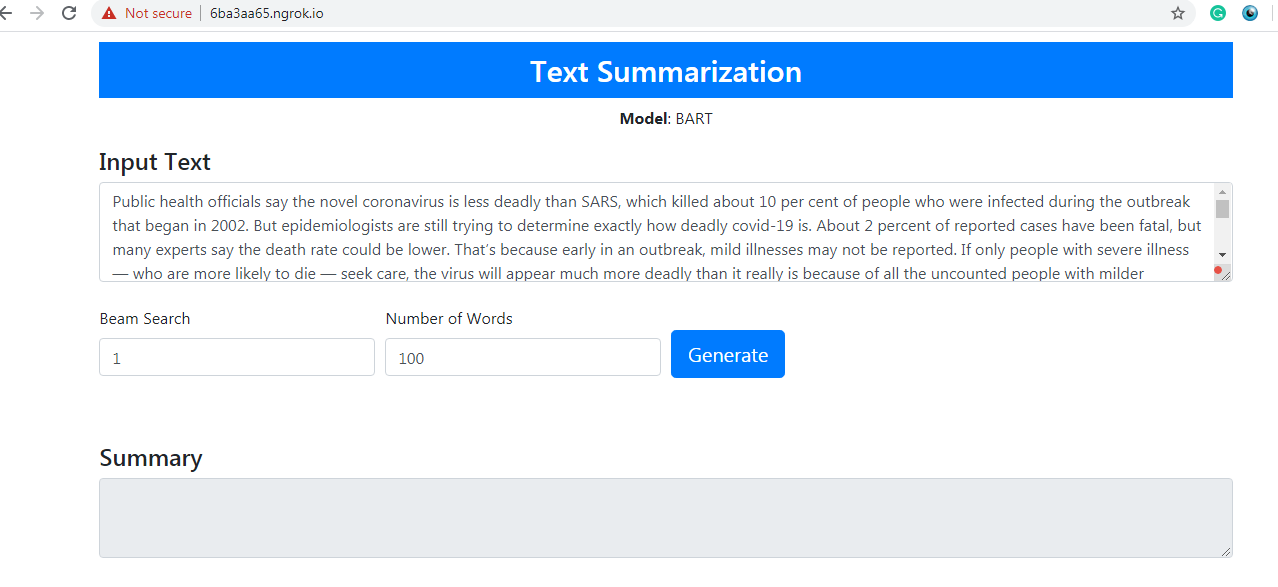 Not secure | 6ba3aa65.ngrok.io
Text Summarization
Model: BART
Input Text
Public health officials say the novel coronavirus is less deadly than SARS, which killed about 10 per cent of people who were infected during the outbreak
that began in 2002. But epidemiologists are still trying to determine exactly how deadly covid-19 is. About 2 percent of reported cases have been fatal, but
many experts say the death rate could be lower. That’s because early in an outbreak, mild illnesses may not be reported. If only people with severe illness
— who are more likely to die — seek care, the virus will appear much more deadly than it really is because of all the uncounted people with milder
Beam Search Number of Words
1 100 Generate
Summary